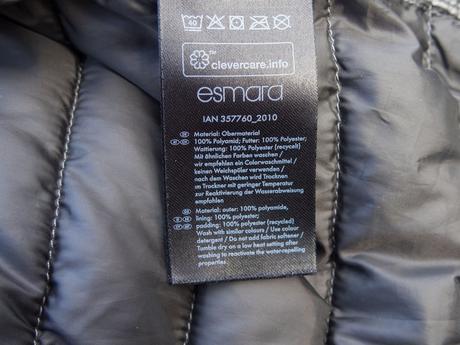 40
clevercare.info
esmara
IAN 357760_2010
Material: Obermaterial
100% Polyamid; Futter: 100% Polyester;
Wattierung: 100% Polyester (recycelt)
Mit ähnlichen Farben waschen /
wir empfehlen ein Colorwaschmittel /
keinen Weichspüler verwenden /
nach dem Waschen wird Trocknen
im Trockner mit geringer Temperatur
zur Reaktivierung der Wasserabweisung
empfohlen
Material: outer: 100% polyamide,
lining: 100% polyester;
padding: 100% polyester (recycled)
Wash with similar colours / Use colour
detergent / Do not add fabric softener /
Tumble dry on a low heat setting after
washing to reactivate the water-repelling
properties